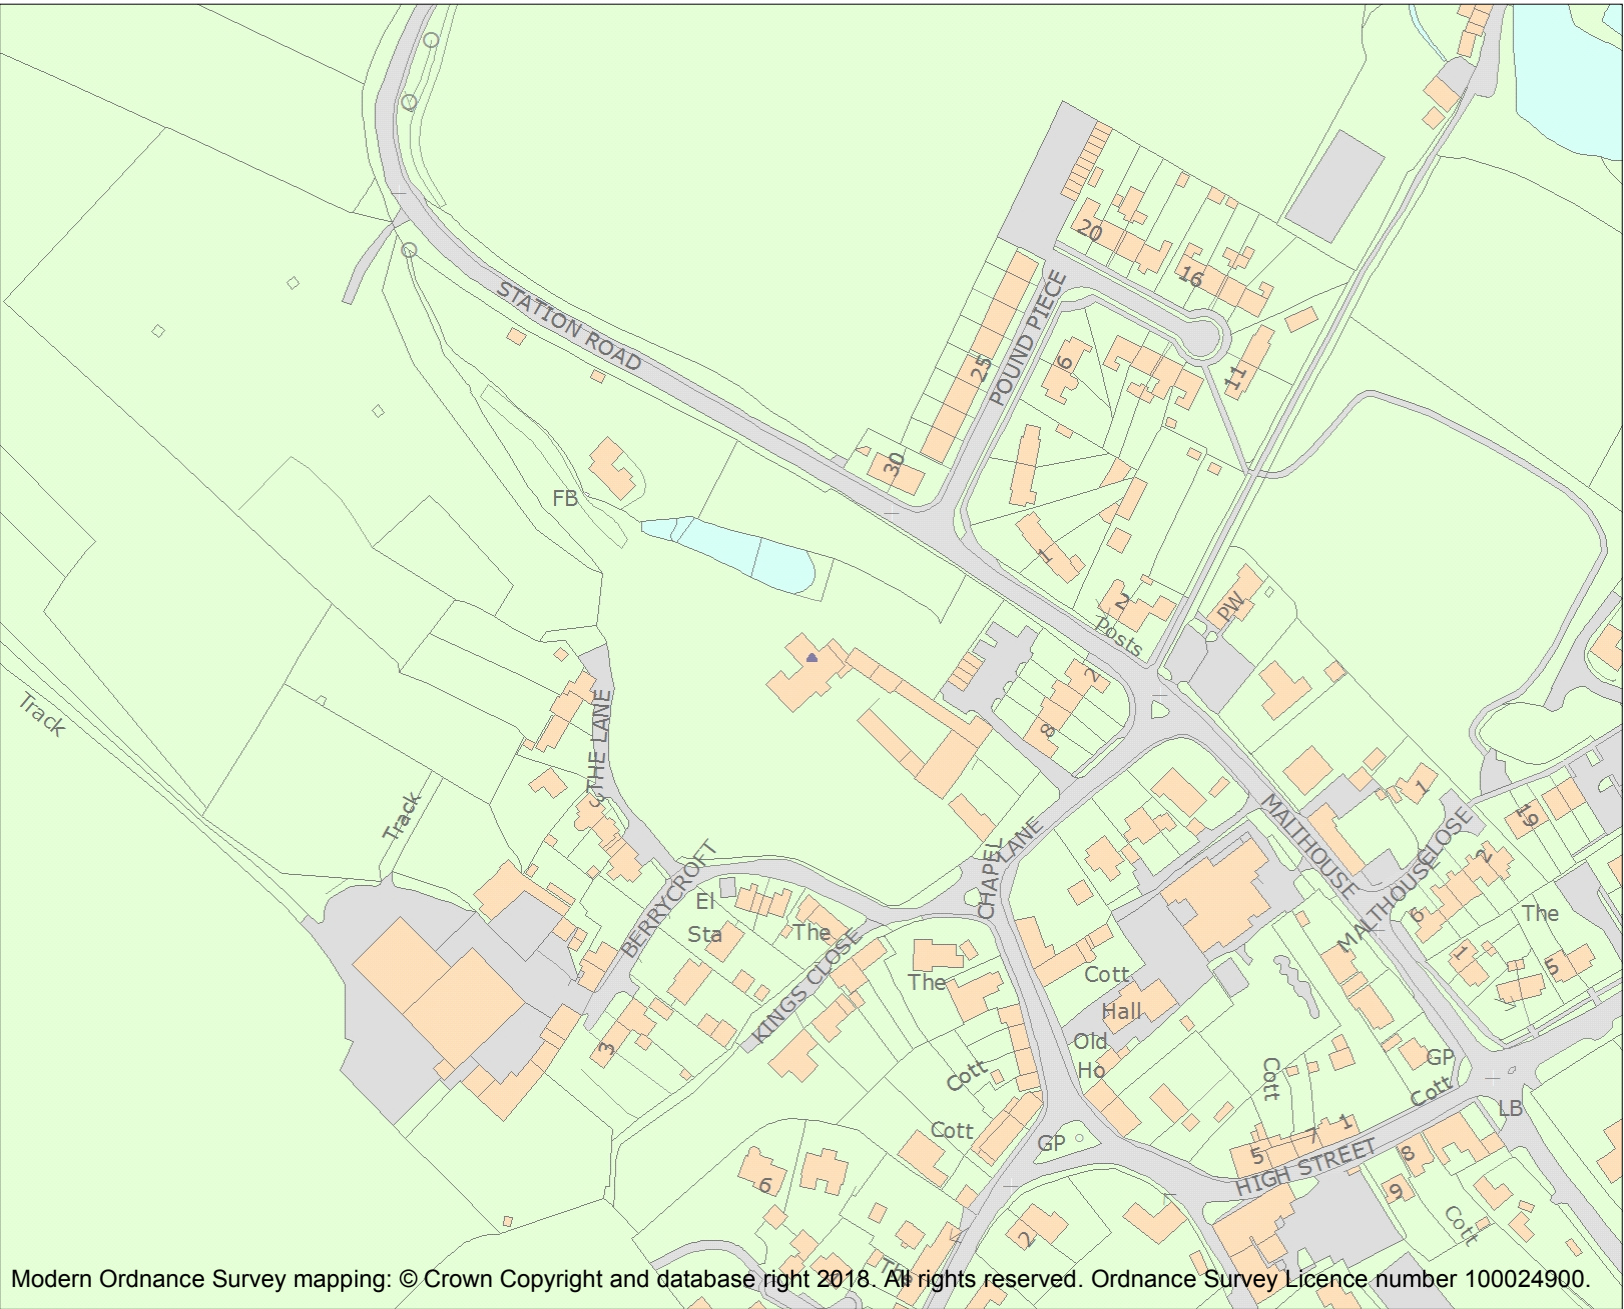 20
16
STATION ROAD
POUND PIECE
25
6
11
30
FB
1
2
Posts
PW
2
8
THE LANE
Track
Track
CHAPEL
LANE
MALTHOUSE
MALTHOUSE
CLOSE
1
19
2
6
The
1
5
BERRYCROFT
El
Sta
The
KINGS CLOSE
The
Cott
Hall
Old
Ho
3
Cott
Cott
Cott
GP
Cott
LB
GP
5
7
1
HIGH STREET
8
9
Cott
6
2
The
Modern Ordnance Survey mapping: © Crown Copyright and database right 2018. All rights reserved. Ordnance Survey Licence number 100024900.